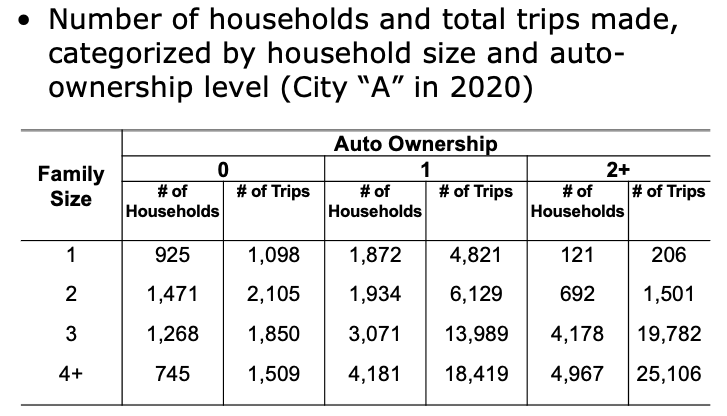 • Number of households and total trips made,
categorized by household size and auto-
ownership level (City “A” in 2020)
Auto Ownership
Family
Size
0 1 2+
# of
Households # of Trips # of
Households # of Trips # of
Households # of Trips
1 925 1,098 1,872 4,821 121 206
2 1,471 2,105 1,934 6,129 692 1,501
3 1,268 1,850 3,071 13,989 4,178 19,782
4+ 745 1,509 4,181 18,419 4,967 25,106